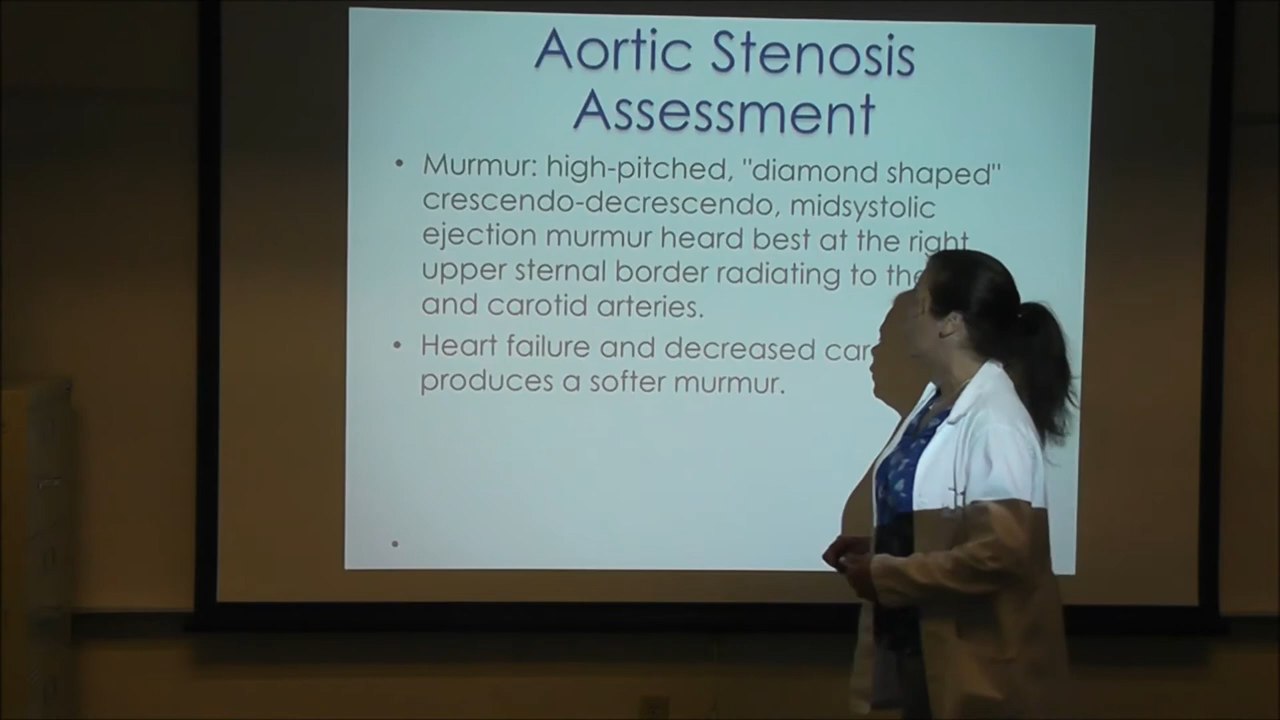 Aortic Stenosis
Assessment
• Murmur: high-pitched, "diamond shaped"
crescendo-decrescendo, midsystolic
ejection murmur heard best at the right
upper sternal border radiating to the
and carotid arteries.
• Heart failure and decreased
produces a softer murmur.
•